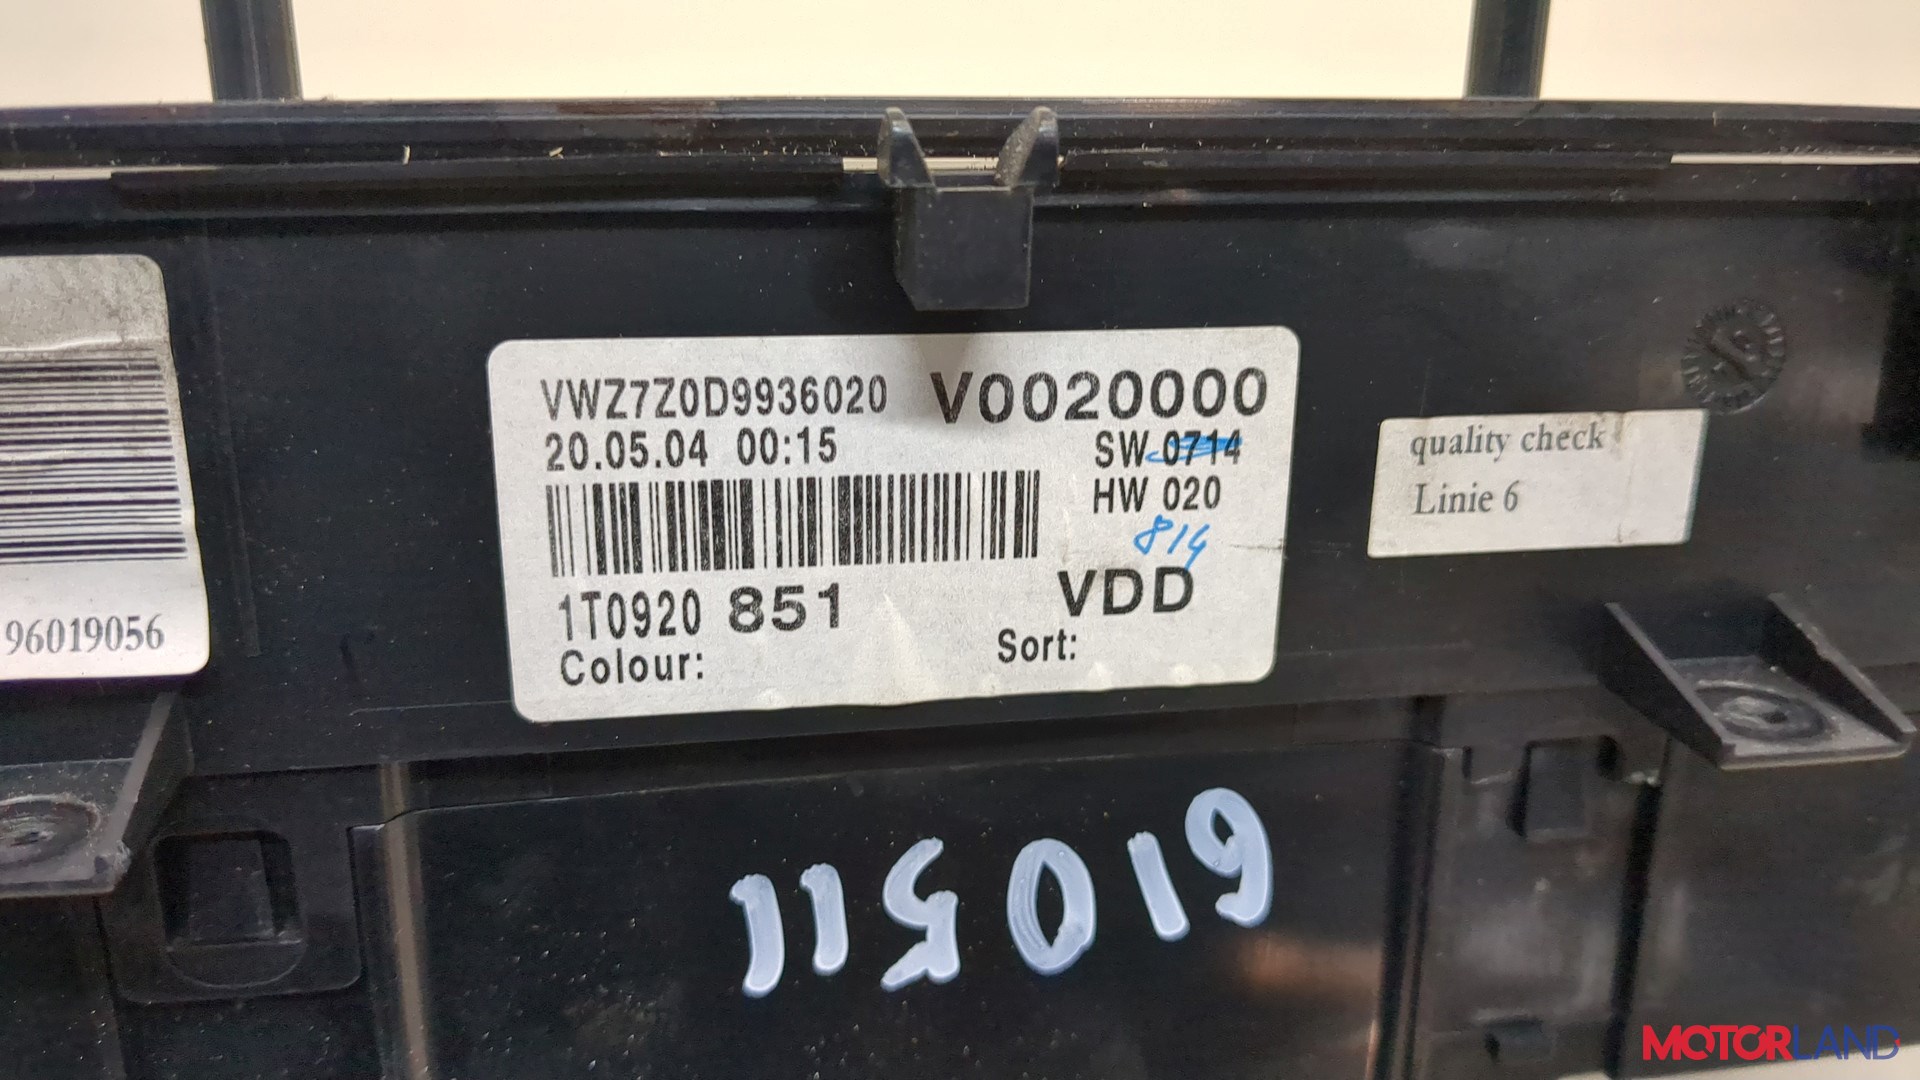 VWZ7Z0D9936020 V0020000
20.05.04 00:15 SW 0714
HW 020
814
1T0920 851 VDD
Colour: Sort:
96019056
quality check
Linie 6
115019
MOTORLAND